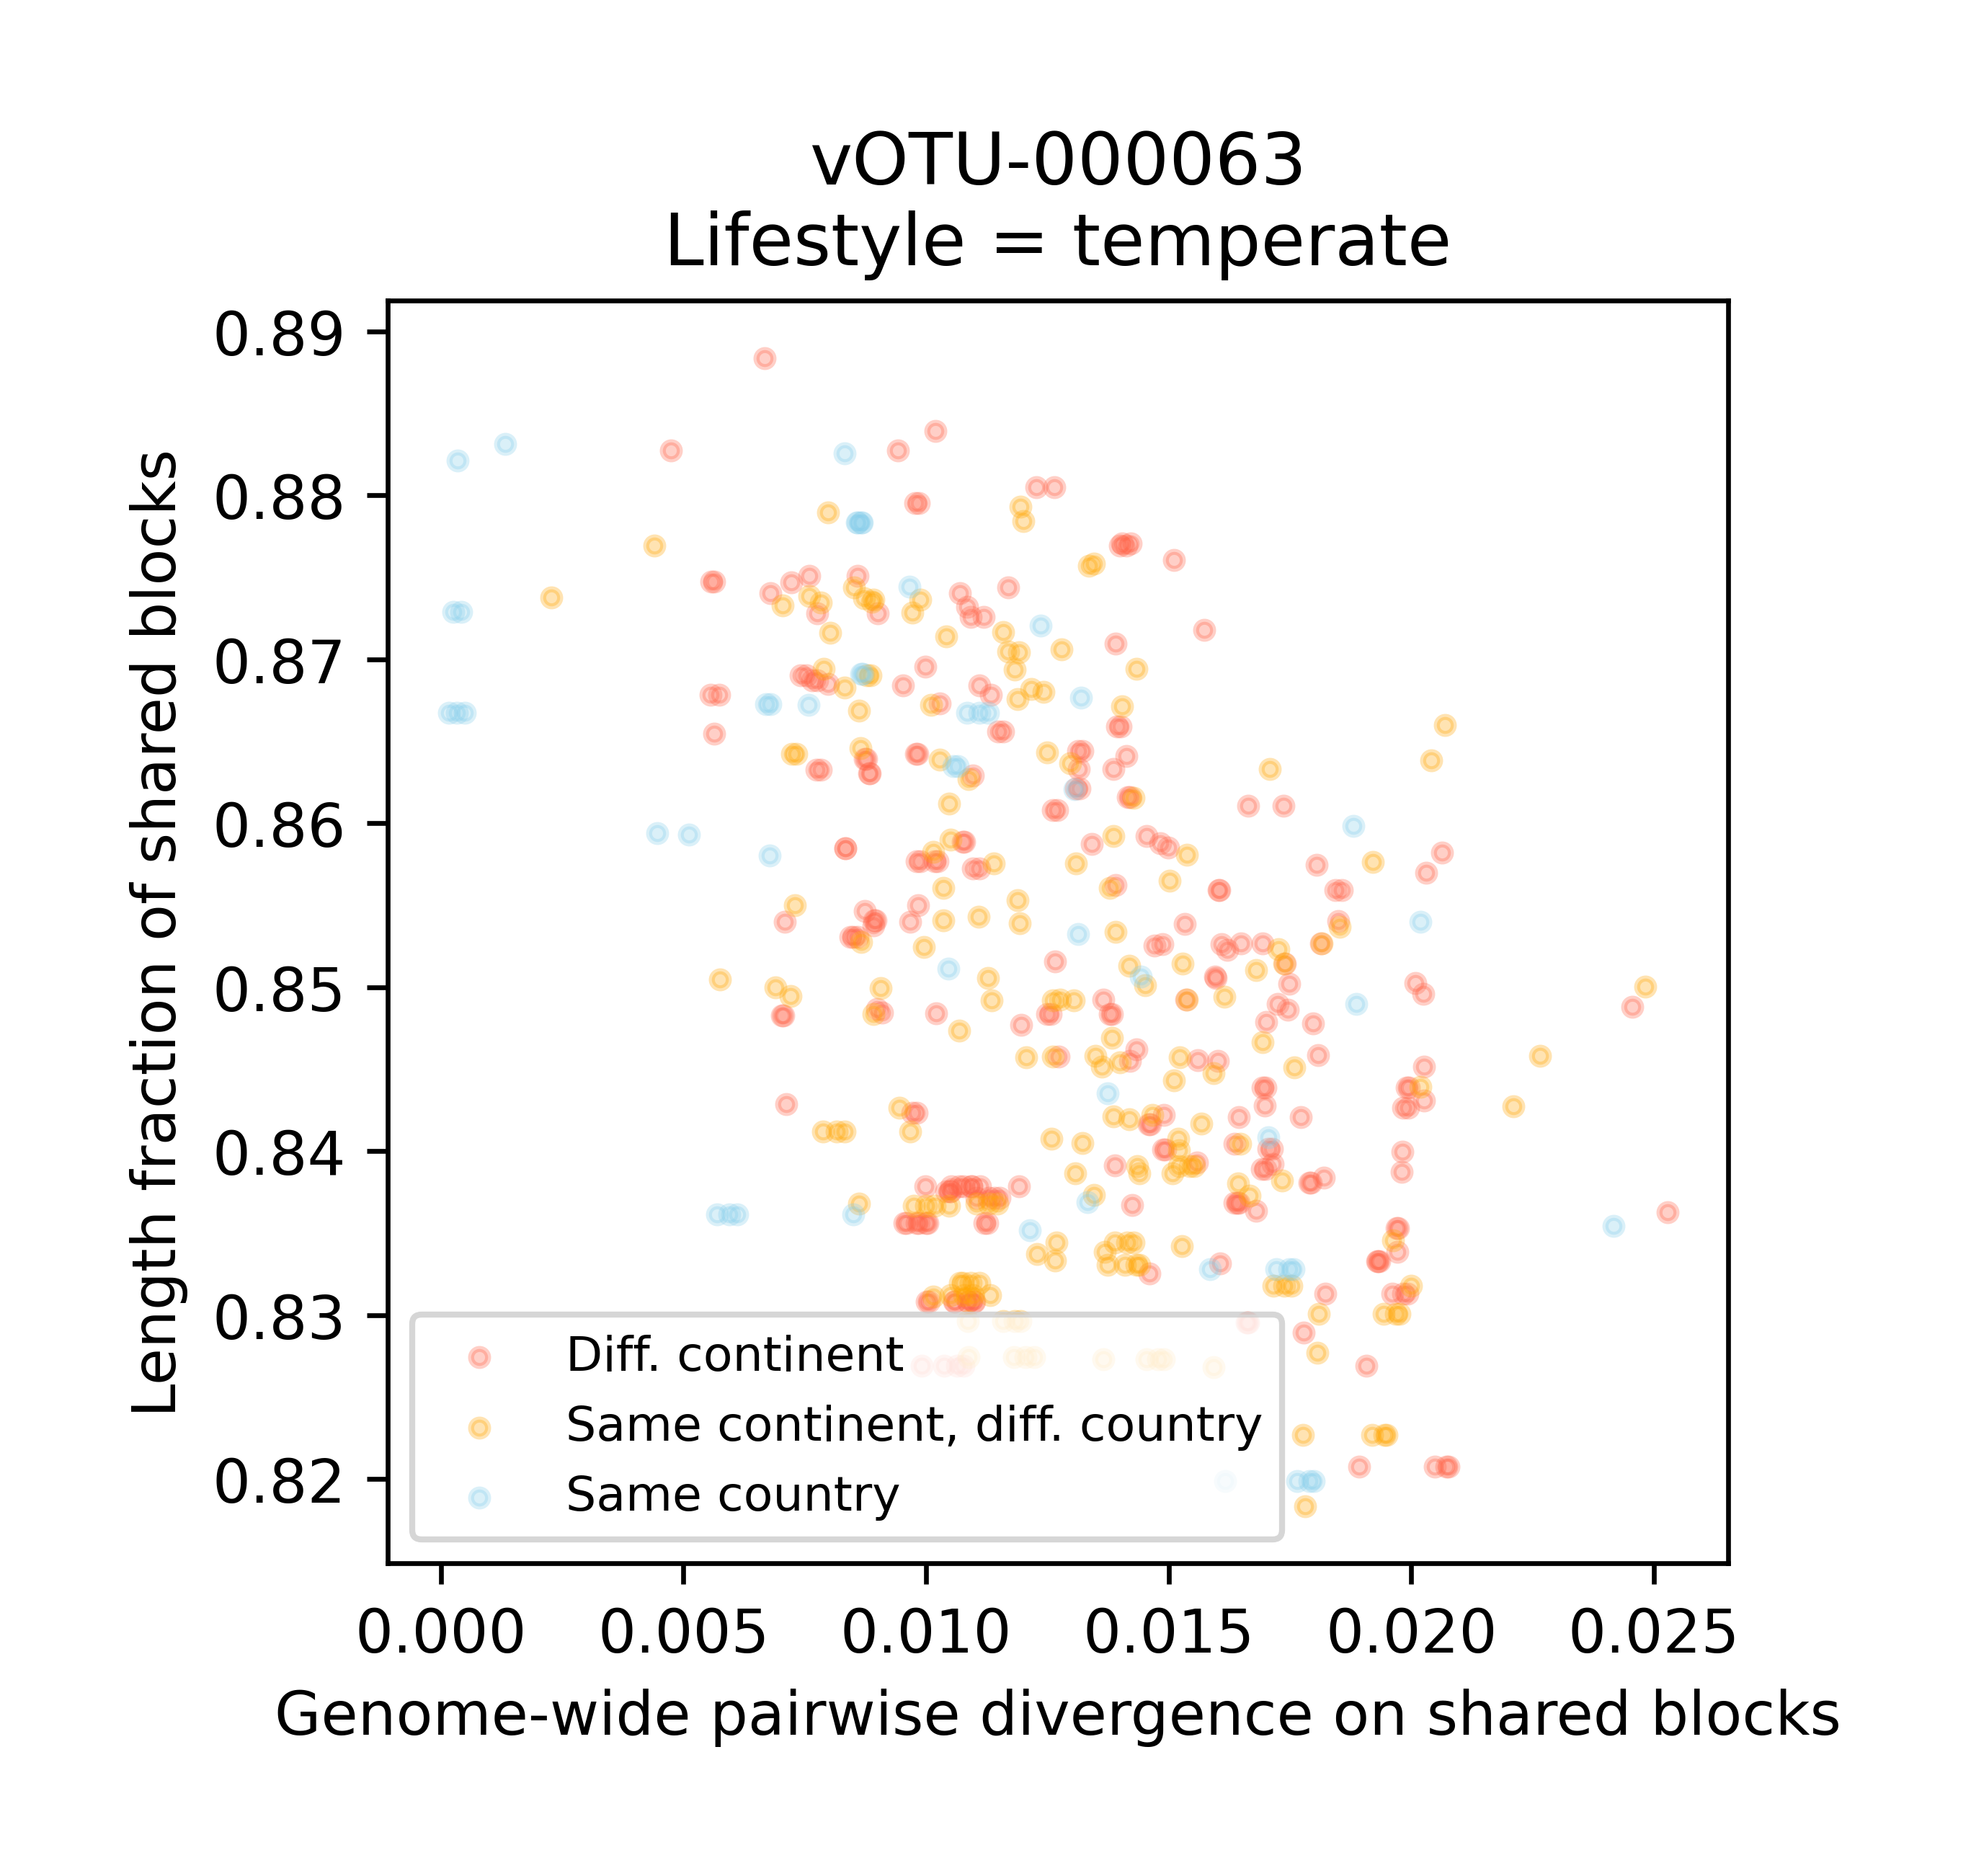 vOTU-000063
Lifestyle = temperate
0.89
0.88
0.87
0.86
0.85
0.84
0.83
0.82
Length fraction of shared blocks
Diff. continent
Same continent, diff. country
Same country
0.000 0.005 0.010 0.015 0.020 0.025
Genome-wide pairwise divergence on shared blocks